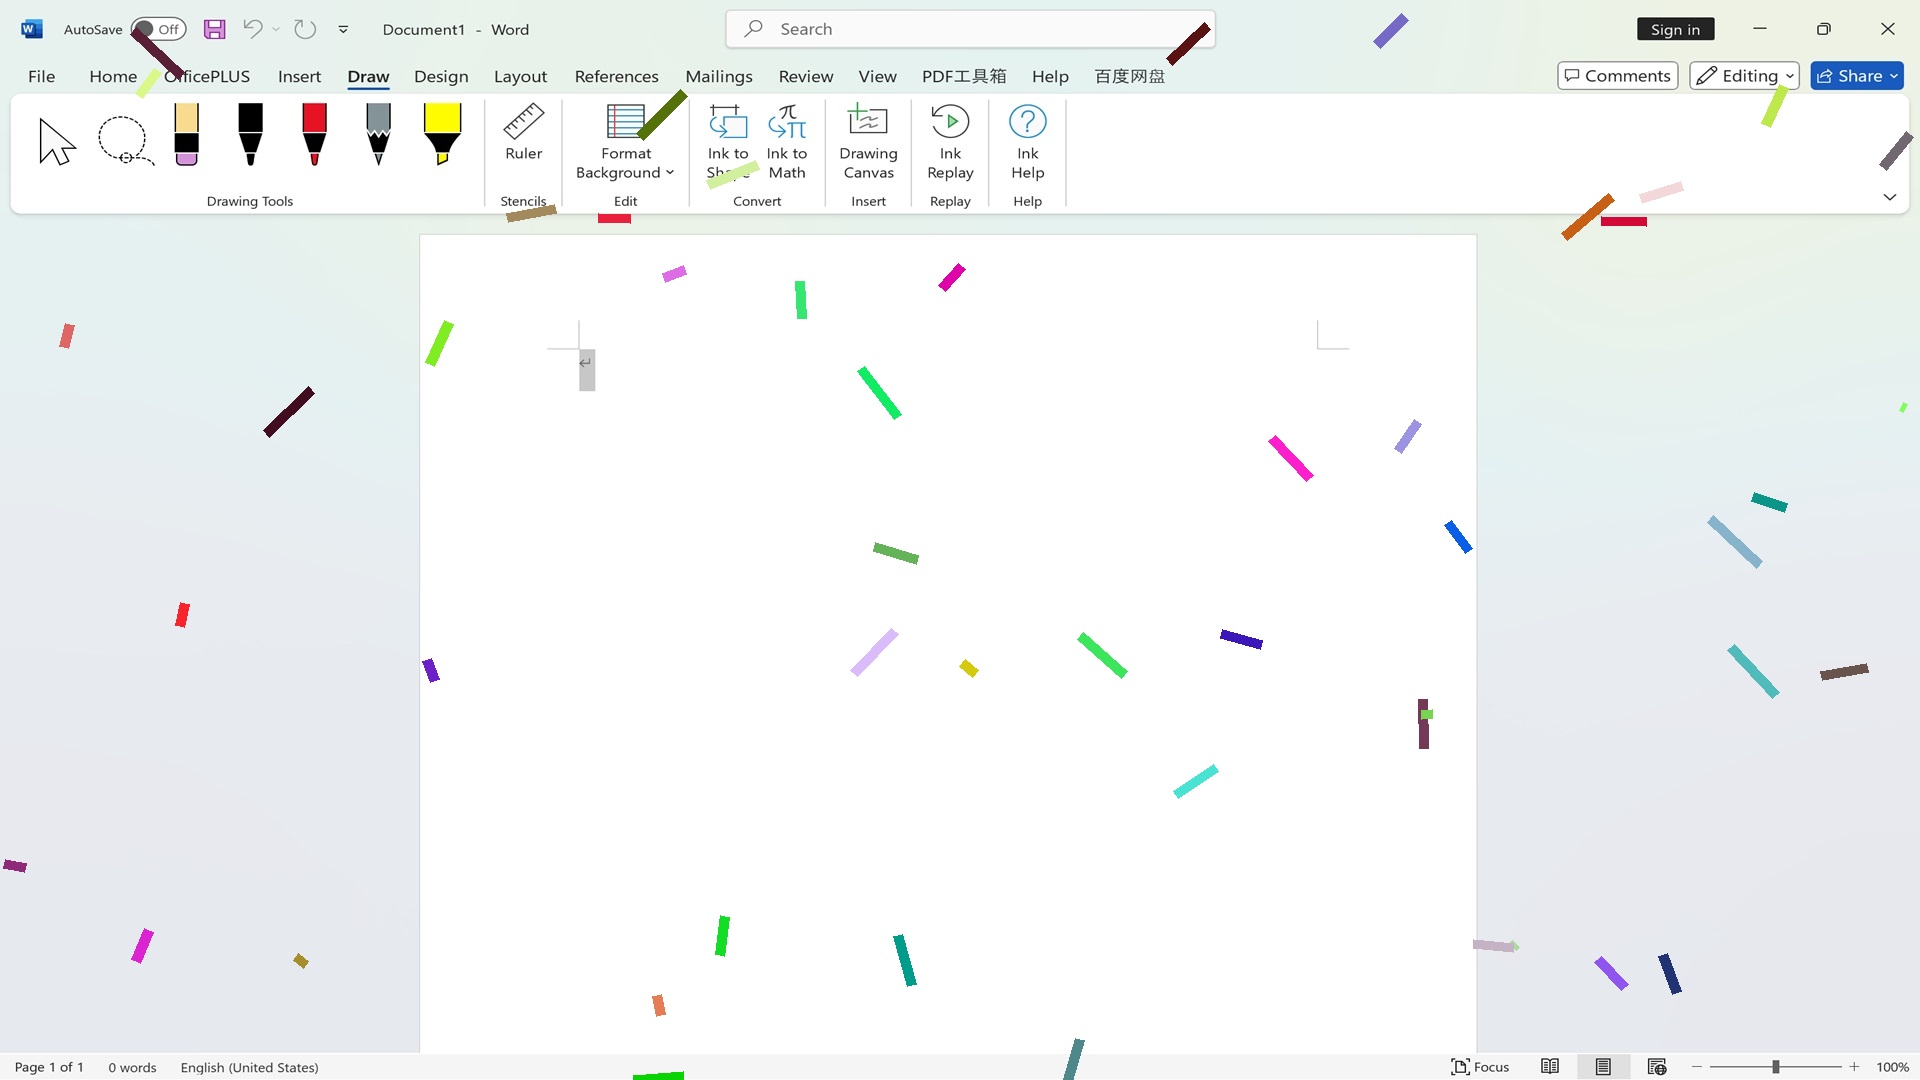 AutoSave Off Document1 - Word Search Sign in
File Home OfficePLUS Insert Draw Design Layout References Mailings Review View PDF工具箱 Help 百度网盘 Comments Editing Share
Ruler
Format Background
Ink to Shape
Ink to Math
Drawing Canvas
Ink Replay
Ink Help
Drawing Tools Stencils Edit Convert Insert Replay Help
Page 1 of 1 0 words English (United States) Focus 100%